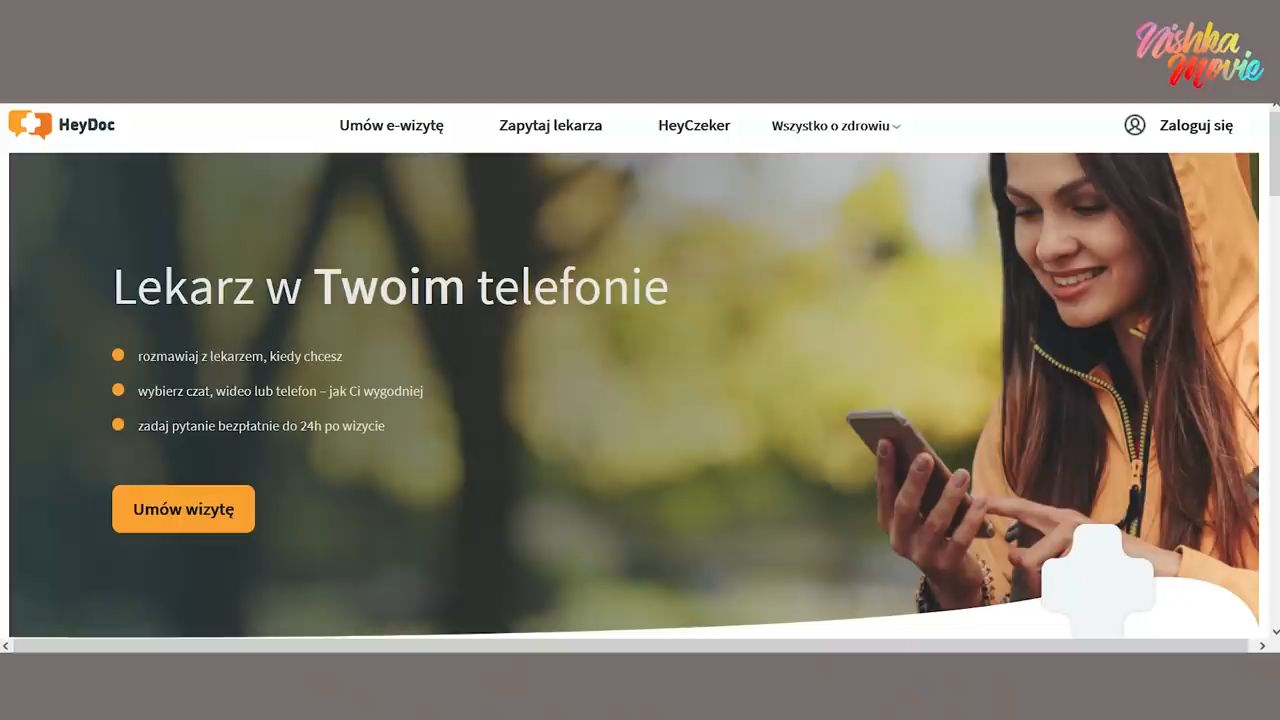 Nishka
Movie
HeyDoc
Umów e-wizytę
Zapytaj lekarza
HeyCzeker
Wszystko o zdrowiu
Zaloguj się
Lekarz w Twoim telefonie
rozmawiaj z lekarzem, kiedy chcesz
wybierz czat, wideo lub telefon – jak Ci wygodniej
zadaj pytanie bezpłatnie do 24h po wizycie
Umów wizytę